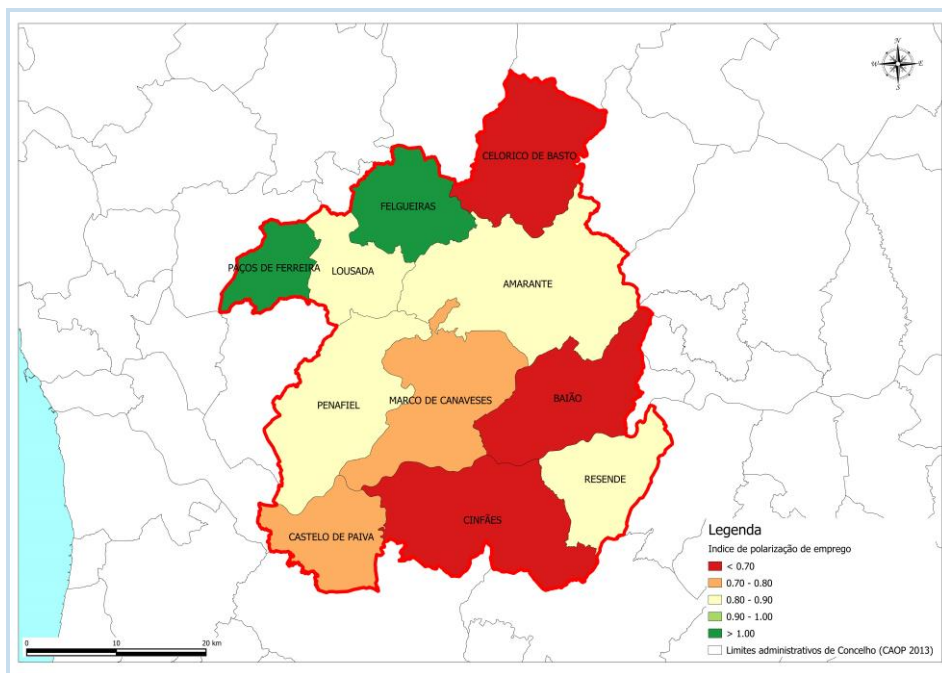 N
W
E
S
CELORICO DE BASTO
FELGUEIRAS
PAÇOS DE FERREIRA
LOUSADA
AMARANTE
PENAFIEL
MARCO DE CANAVESES
BAIÃO
RESENDE
CINFÃES
CASTELO DE PAIVA
Legenda
Indice de polarização de emprego
< 0.70
0.70 - 0.80
0.80 - 0.90
0.90 - 1.00
> 1.00
Limites administrativos de Concelho (CAOP 2013)
0 10 20 km